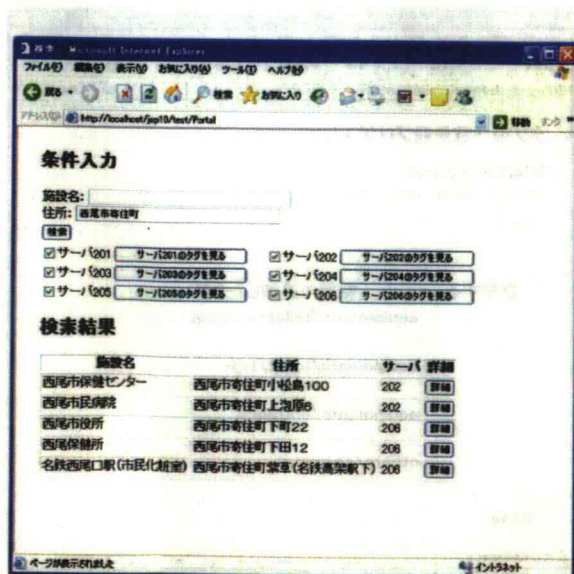 検索 - Microsoft Internet Explorer
ファイル(F) 編集(E) 表示(V) お気に入り(A) ツール(T) ヘルプ(H)
戻る 検索 お気に入り
アドレス(D) http://localhost/jsp10/test/Portal 移動 リンク
条件入力
施設名:
住所: 西尾市寄住町
検索
サーバ201 サーバ201のタグを見る サーバ202 サーバ202のタグを見る
サーバ203 サーバ203のタグを見る サーバ204 サーバ204のタグを見る
サーバ205 サーバ205のタグを見る サーバ206 サーバ206のタグを見る
検索結果
施設名 住所 サーバ 詳細
西尾市保健センター 西尾市寄住町小松島100 202 詳細
西尾市民病院 西尾市寄住町上泡原6 202 詳細
西尾市役所 西尾市寄住町下町22 206 詳細
西尾保健所 西尾市寄住町下田12 206 詳細
名鉄西尾口駅(市民化粧室) 西尾市寄住町紫草(名鉄高架駅下) 206 詳細
ページが表示されました イントラネット